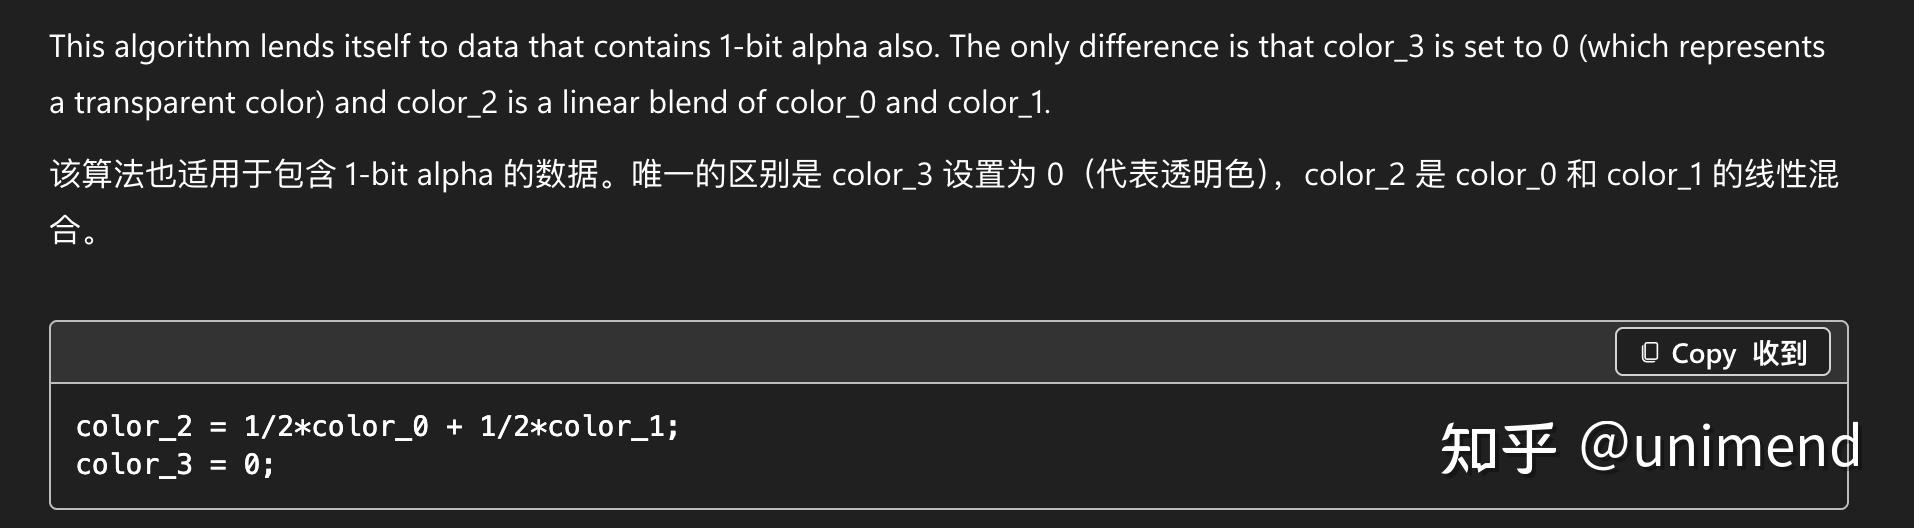 This algorithm lends itself to data that contains 1-bit alpha also. The only difference is that color_3 is set to 0 (which represents
a transparent color) and color_2 is a linear blend of color_0 and color_1.
该算法也适用于包含 1-bit alpha 的数据。唯一的区别是 color_3 设置为 0（代表透明色），color_2 是 color_0 和 color_1 的线性混
合。
Copy 收到
color_2 = 1/2*color_0 + 1/2*color_1;
color_3 = 0;
知乎 @unimend